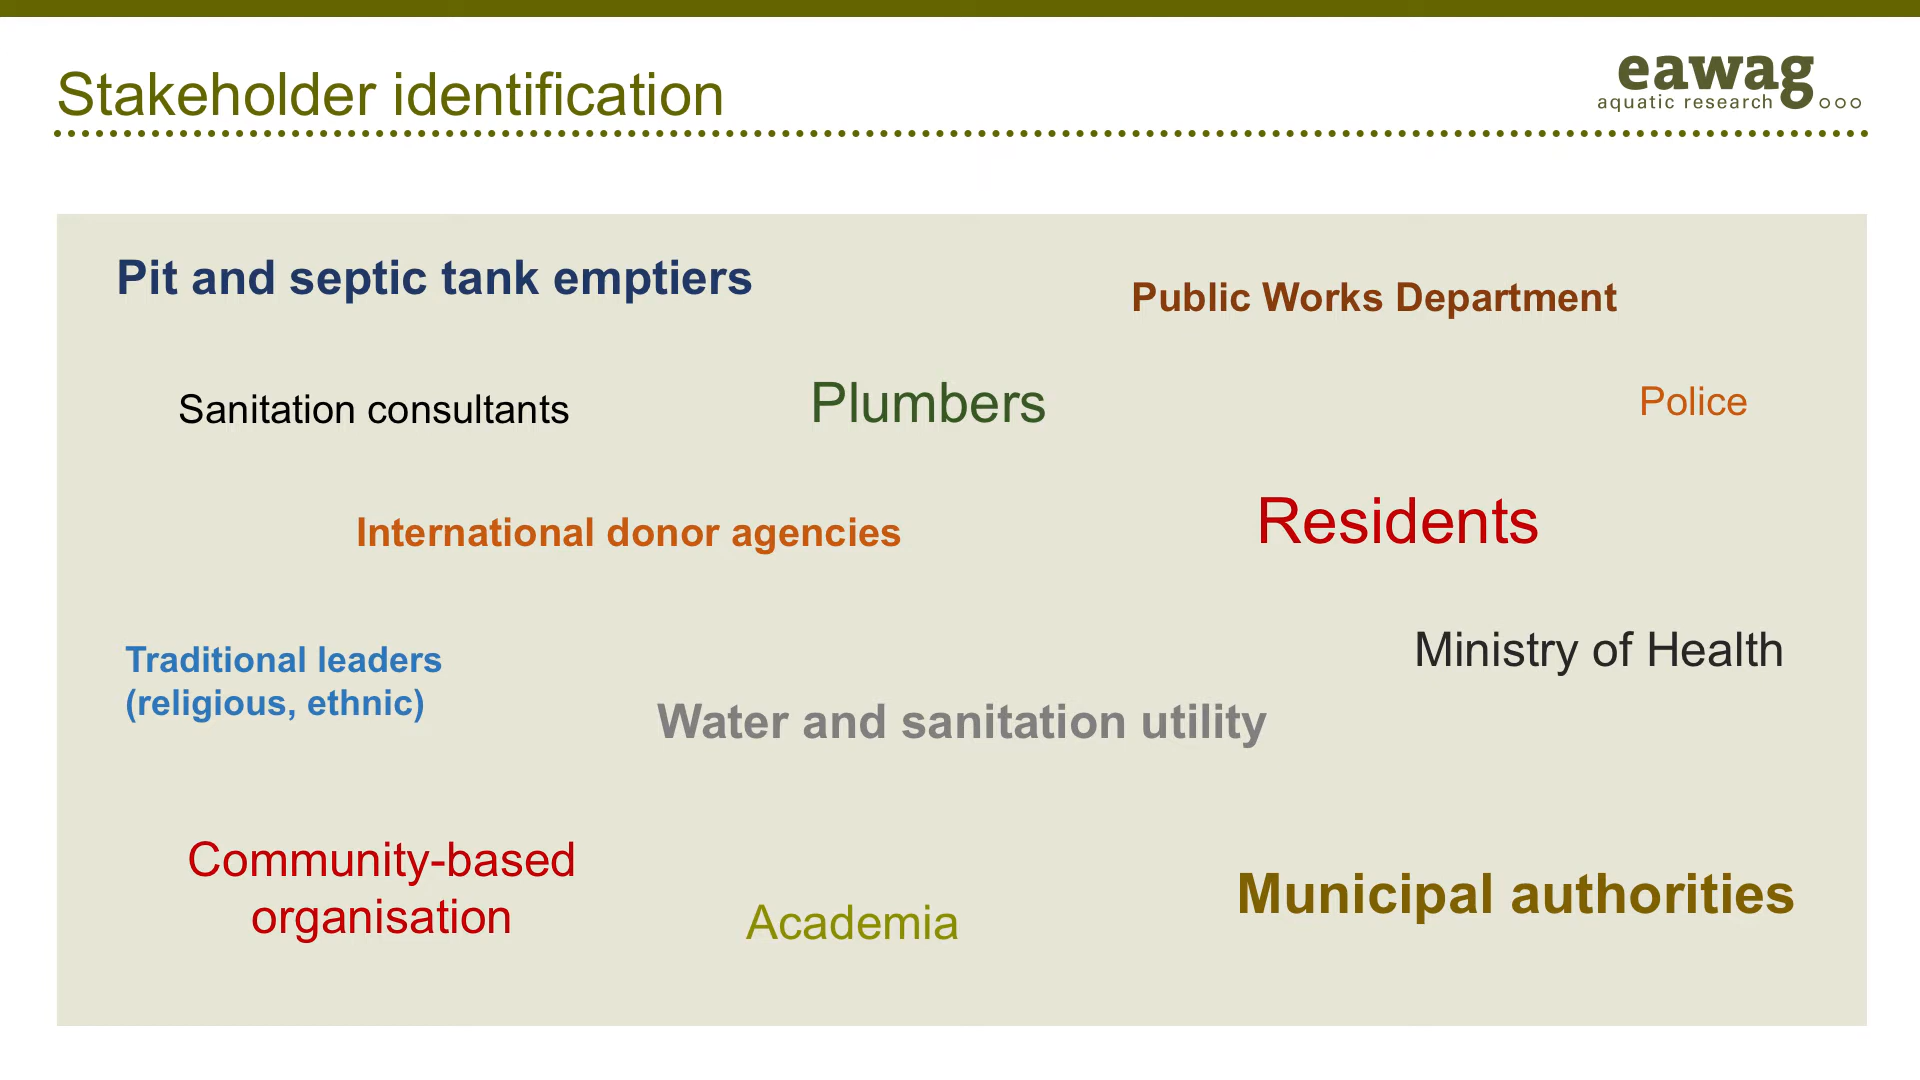 Stakeholder identification
eawag
aquatic research
Pit and septic tank emptiers
Public Works Department
Sanitation consultants
Plumbers
Police
International donor agencies
Residents
Traditional leaders
(religious, ethnic)
Ministry of Health
Water and sanitation utility
Community-based
organisation
Academia
Municipal authorities